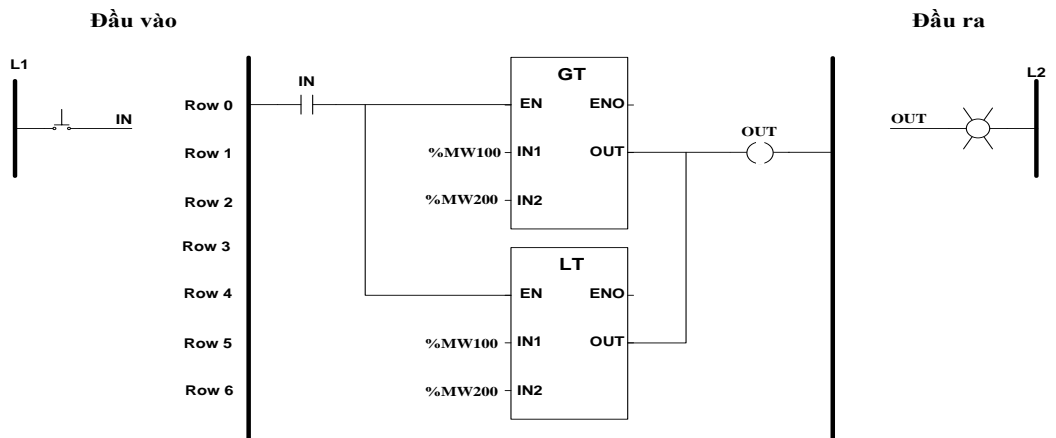 Đầu vào
Đầu ra
L1
IN
L2
OUT
Row 0
Row 1
Row 2
Row 3
Row 4
Row 5
Row 6
IN
GT
EN ENO
%MW100 IN1 OUT
%MW200 IN2
OUT
LT
EN ENO
%MW100 IN1 OUT
%MW200 IN2